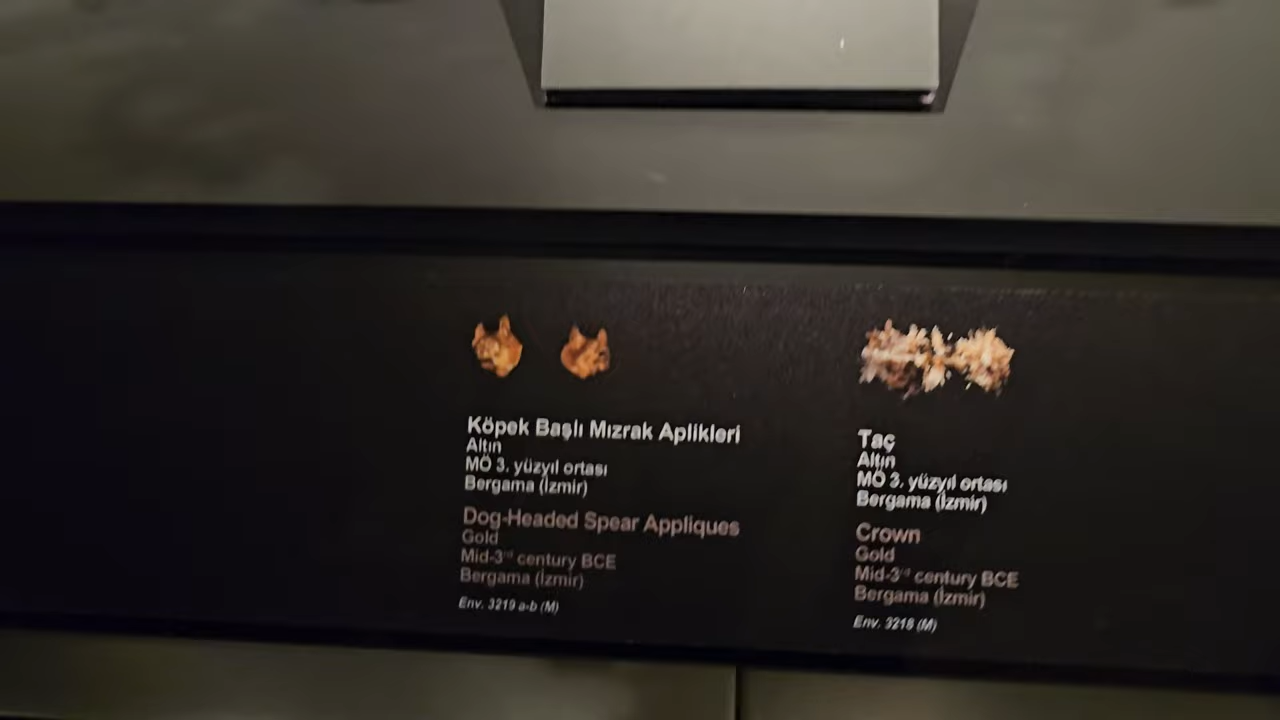 Köpek Başlı Mızrak Aplikleri
Altın
MÖ 3. yüzyıl ortası
Bergama (İzmir)
Dog-Headed Spear Appliques
Gold
Mid-3rd century BCE
Bergama (İzmir)
Env. 3219 a-b (M)
Taç
Altın
MÖ 3. yüzyıl ortası
Bergama (İzmir)
Crown
Gold
Mid-3rd century BCE
Bergama (İzmir)
Env. 3218 (M)